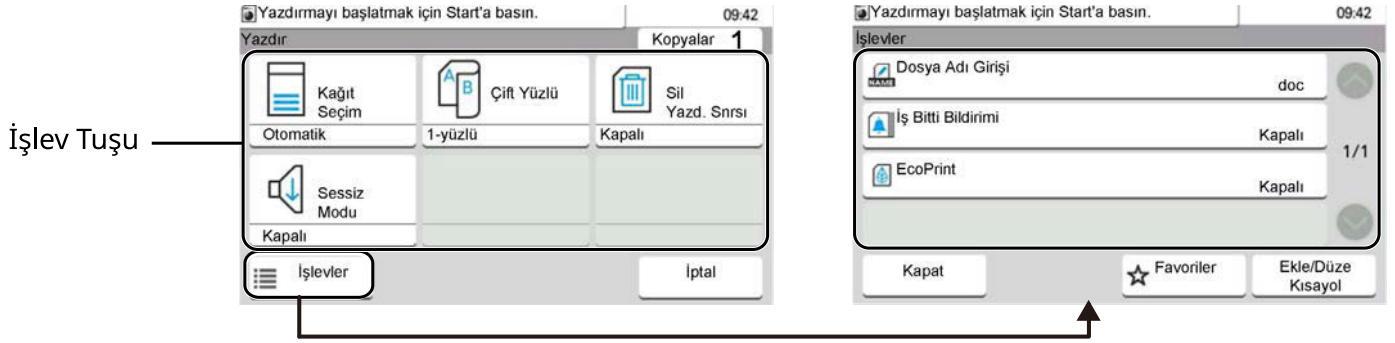 Yazdırmayı başlatmak için Start'a basın.
09:42
Yazdır
Kopyalar 1
Kağıt
Seçim
Otomatik
A
B
Çift Yüzlü
1-yüzlü
Sil
Yazd. Snrsı
Kapalı
İşlev Tuşu
Sessiz
Modu
Kapalı
İşlevler
İptal
Yazdırmayı başlatmak için Start'a basın.
09:42
İşlevler
NAME
Dosya Adı Girişi
doc
İş Bitti Bildirimi
Kapalı
1/1
EcoPrint
Kapalı
Kapat
Favoriler
Ekle/Düze
Kısayol